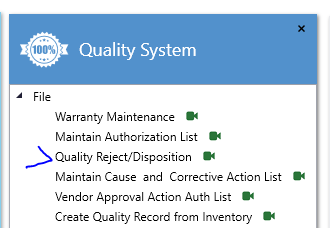 100%
Quality System
File
Warranty Maintenance
Maintain Authorization List
Quality Reject/Disposition
Maintain Cause and Corrective Action List
Vendor Approval Action Auth List
Create Quality Record from Inventory